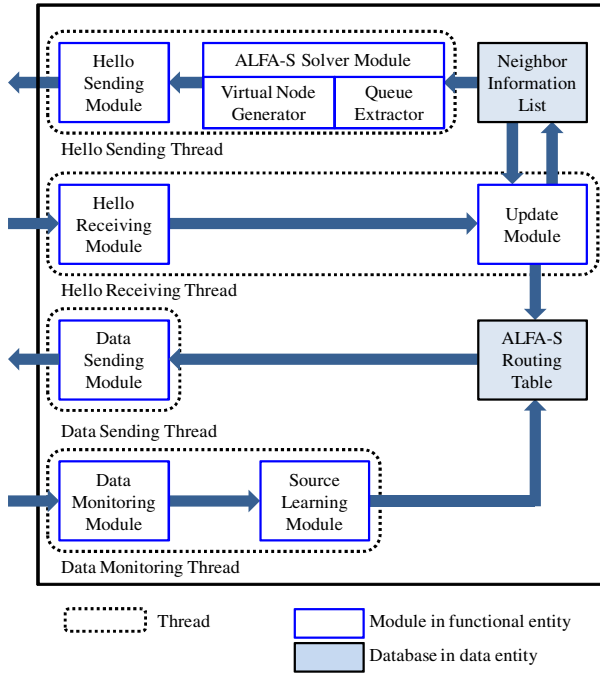 Hello
Sending
Module
ALFA-S Solver Module
Virtual Node
Generator
Queue
Extractor
Neighbor
Information
List
Hello Sending Thread
Hello
Receiving
Module
Update
Module
Hello Receiving Thread
Data
Sending
Module
ALFA-S
Routing
Table
Data Sending Thread
Data
Monitoring
Module
Source
Learning
Module
Data Monitoring Thread
Thread
Module in functional entity
Database in data entity